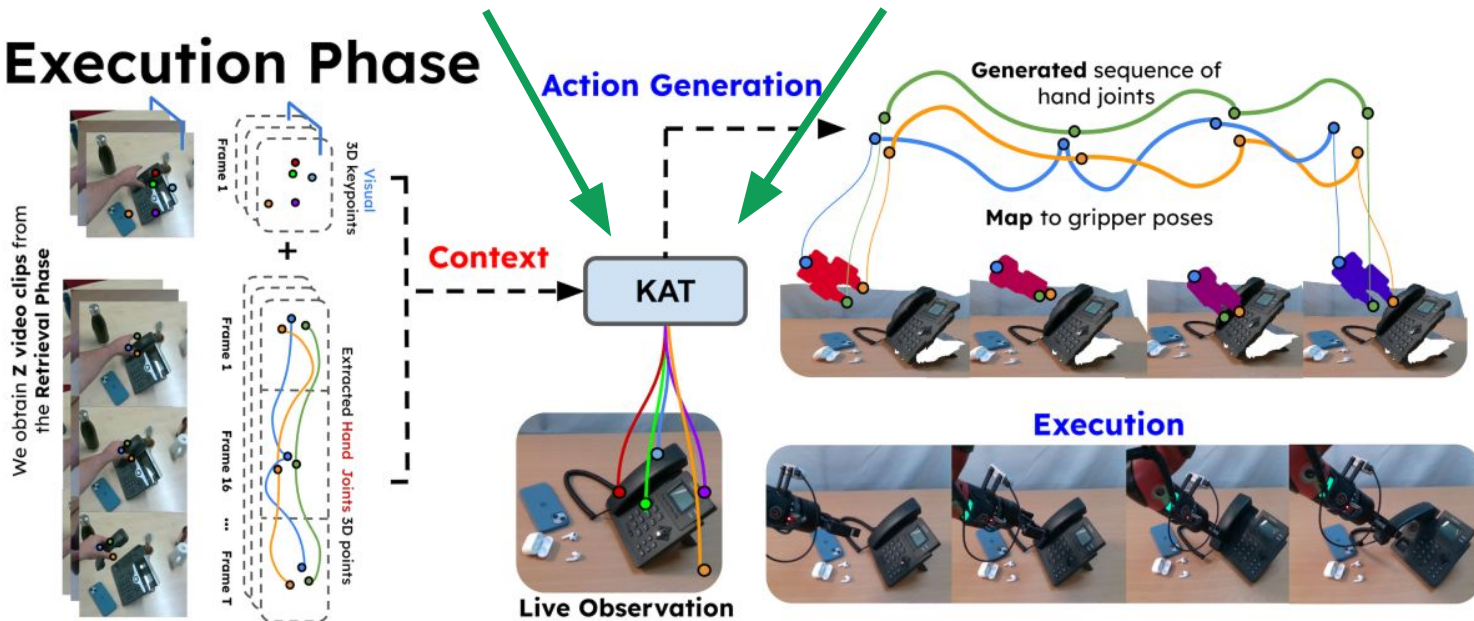 Execution Phase
We obtain Z video clips from
the Retrieval Phase
Frame 1
Visual
3D keypoints
+
Frame 1
Frame 16
...
Frame T
Extracted Hand Joints 3D points
Context
KAT
Live Observation
Action Generation
Generated sequence of
hand joints
Map to gripper poses
Execution